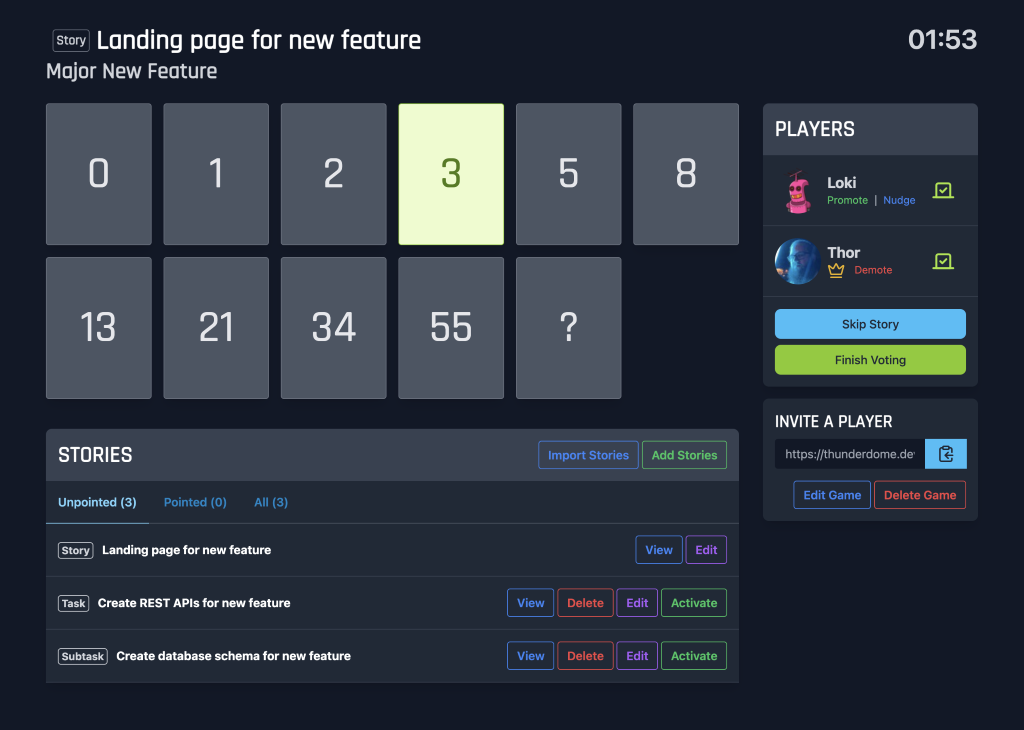 Story Landing page for new feature
Major New Feature
01:53
0 1 2 3 5 8
13 21 34 55 ?
PLAYERS
Loki
Promote | Nudge
Thor
Demote
Skip Story
Finish Voting
INVITE A PLAYER
https://thunderdome.de
Edit Game Delete Game
STORIES
Import Stories Add Stories
Unpointed (3) Pointed (0) All (3)
Story Landing page for new feature View Edit
Task Create REST APIs for new feature View Delete Edit Activate
Subtask Create database schema for new feature View Delete Edit Activate